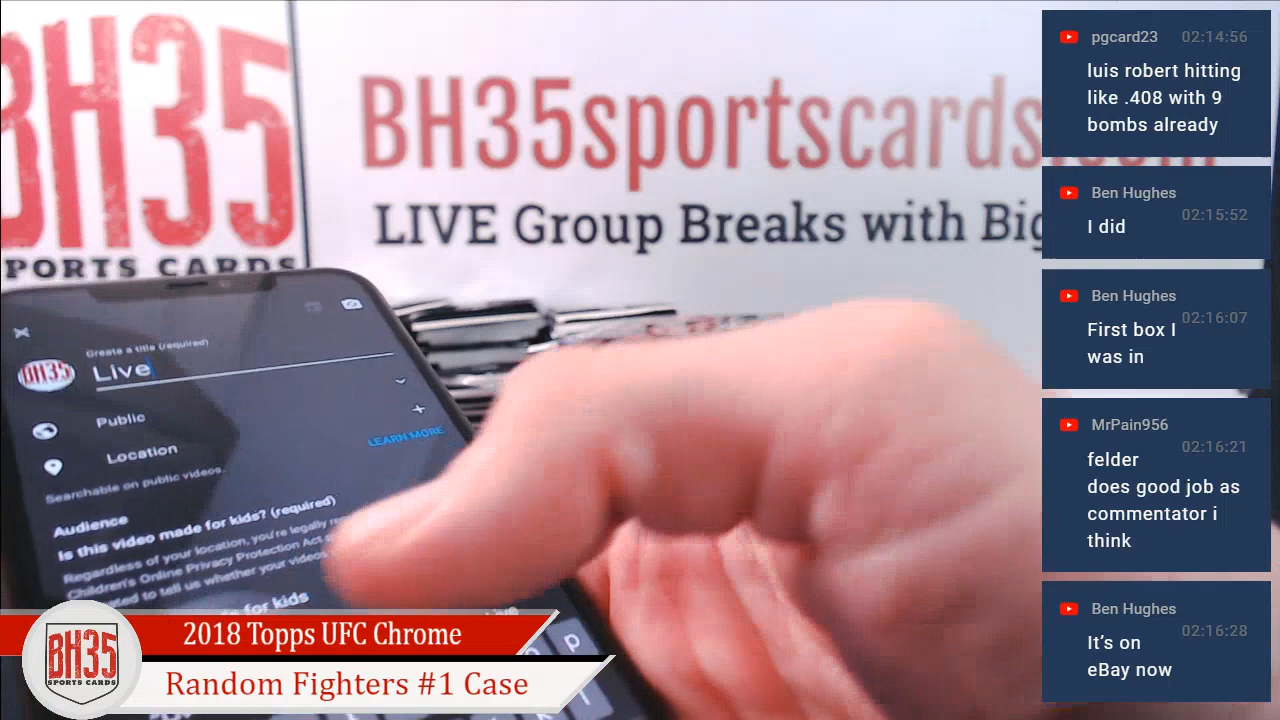 BH35
SPORTS CARDS
BH35sportscards.com
LIVE Group Breaks with Big
Create a title (required)
BH35
Live
Public
Location
LEARN MORE
Searchable on public videos.
Audience
Is this video made for kids? (required)
Regardless of your location, you're legally
Children's Online Privacy Protection Act
to tell us whether your videos
for kids
Live
p
2018 Topps UFC Chrome
Random Fighters #1 Case
BH35
SPORTS CARDS
pgcard23 02:14:56
luis robert hitting
like .408 with 9
bombs already
Ben Hughes
02:15:52
I did
Ben Hughes
02:16:07
First box I
was in
MrPain956
02:16:21
felder
does good job as
commentator i
think
Ben Hughes
02:16:28
It's on
eBay now